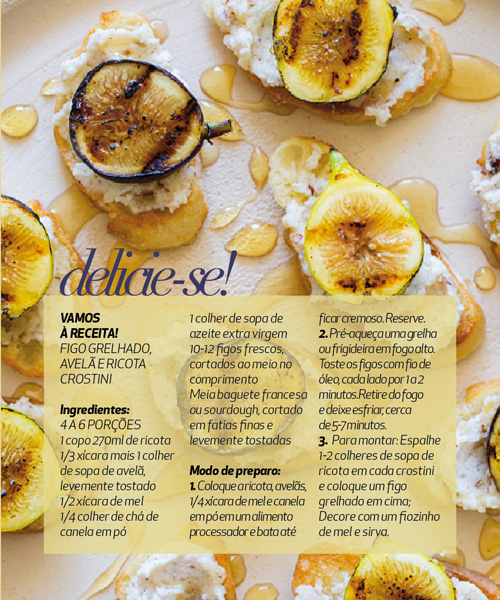 delicie-se!
VAMOS
À RECEITA!
FIGO GRELHADO,
AVELÃ E RICOTA
CROSTINI
Ingredientes:
4 A 6 PORÇÕES
1 copo 270ml de ricota
1/3 xícara mais 1 colher
de sopa de avelã,
levemente tostado
1/2 xícara de mel
1/4 colher de chá de
canela em pó
1 colher de sopa de
azeite extra virgem
10-12 figos frescos,
cortados ao meio no
comprimento
Meia baguete francesa
ou sourdough, cortado
em fatias finas e
levemente tostadas
Modo de preparo:
1. Coloque a ricota, avelãs,
1/4 xícara de mel e canela
em pó em um alimento
processador e bata até
ficar cremoso. Reserve.
2. Pré-aqueça uma grelha
ou frigideira em fogo alto.
Toste os figos com fio de
óleo, cada lado por 1 a 2
minutos. Retire do fogo
e deixe esfriar, cerca
de 5-7 minutos.
3. Para montar: Espalhe
1-2 colheres de sopa de
ricota em cada crostini
e coloque um figo
grelhado em cima;
Decore com um fiozinho
de mel e sirva.